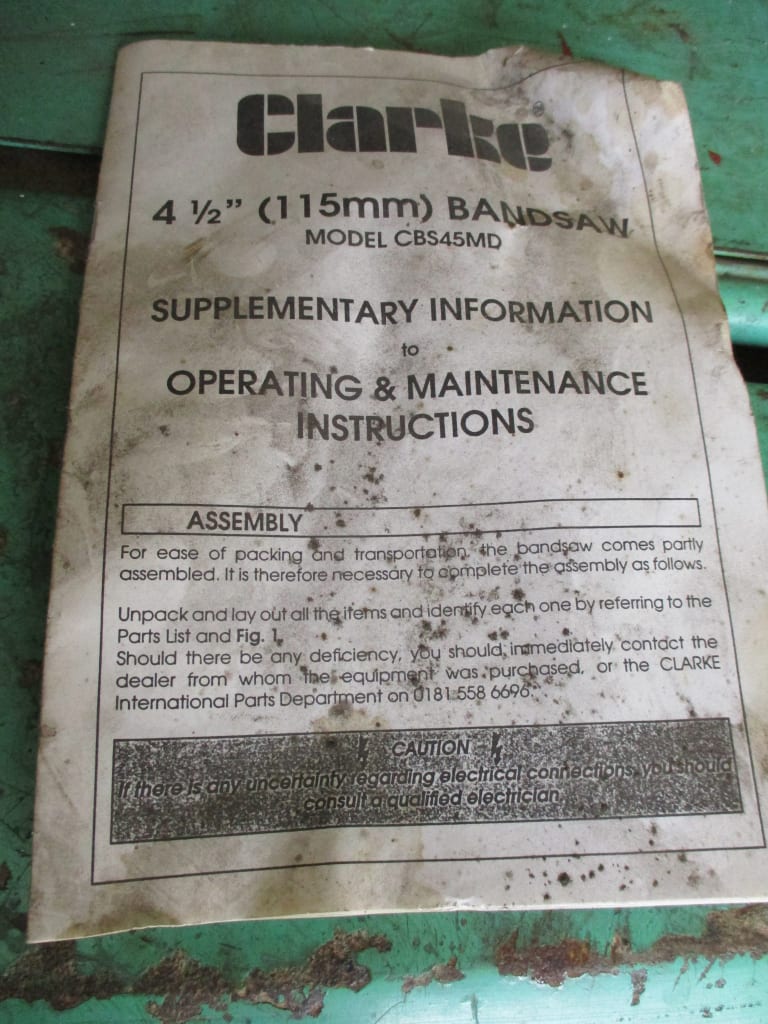 Clarke®
4 ½" (115mm) BANDSAW
MODEL CBS45MD
SUPPLEMENTARY INFORMATION
to
OPERATING & MAINTENANCE
INSTRUCTIONS
ASSEMBLY
For ease of packing and transportation, the bandsaw comes partly
assembled. It is therefore necessary to complete the assembly as follows.
Unpack and lay out all the items and identify each one by referring to the
Parts List and Fig. 1.
Should there be any deficiency, you should immediately contact the
dealer from whom the equipment was purchased, or the CLARKE
International Parts Department on 0181 558 6696.
CAUTION
If there is any uncertainty regarding electrical connections, you should
consult a qualified electrician.